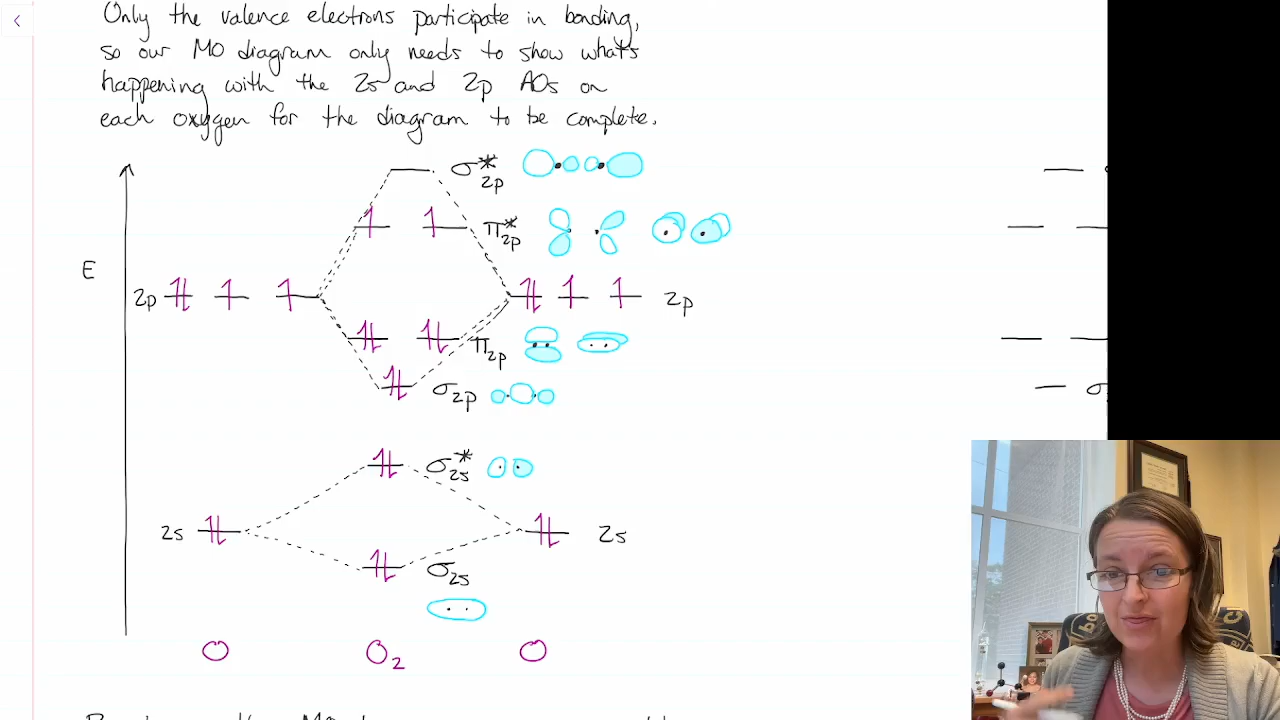 Only the valence electrons participate in bonding,
so our MO diagram only needs to show what's
happening with the 2s and 2p AOs on
each oxygen for the diagram to be complete.
σ*2p
π*2p
E
2p
2p
π2p
σ2p
σ
σ*2s
2s
2s
σ2s
O
O2
O